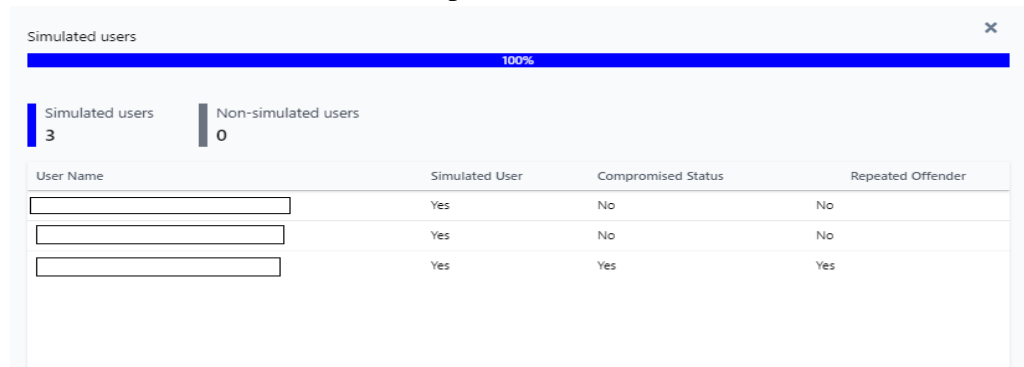 Simulated users
100%
Simulated users Non-simulated users
3 0
User Name Simulated User Compromised Status Repeated Offender
Yes No No
Yes No No
Yes Yes Yes